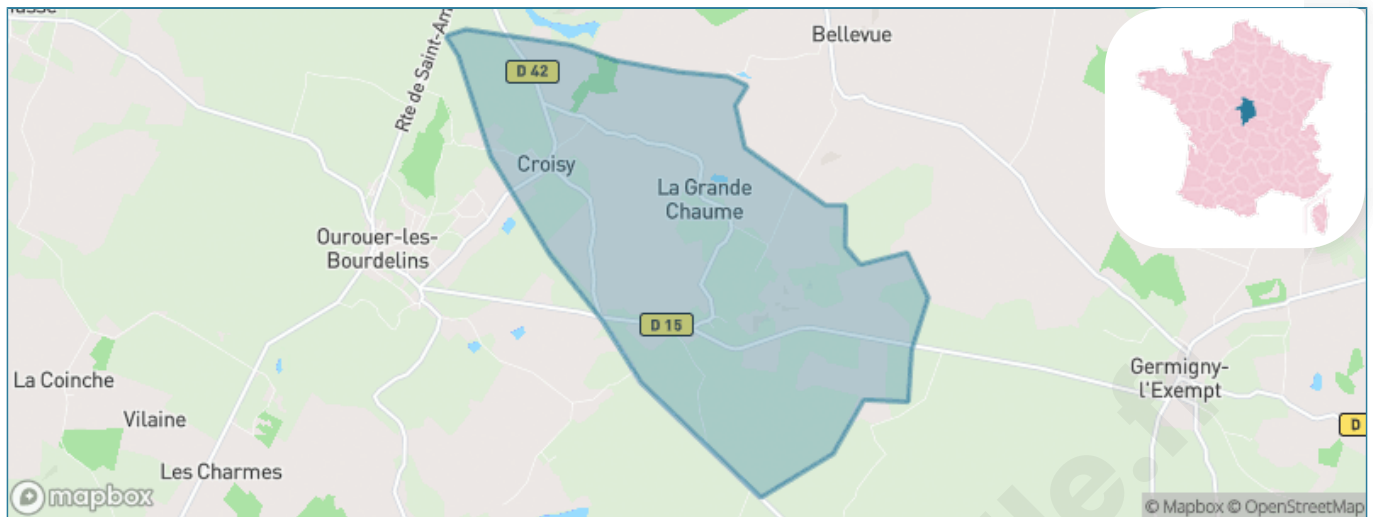 Rte de Saint-Am
D 42
Bellevue
Croisy
La Grande
Chaume
Ourouer-les-
Bourdelins
D 15
Germigny-
l'Exempt
La Coinche
Vilaine
D
Les Charmes
mapbox
© Mapbox © OpenStreetMap